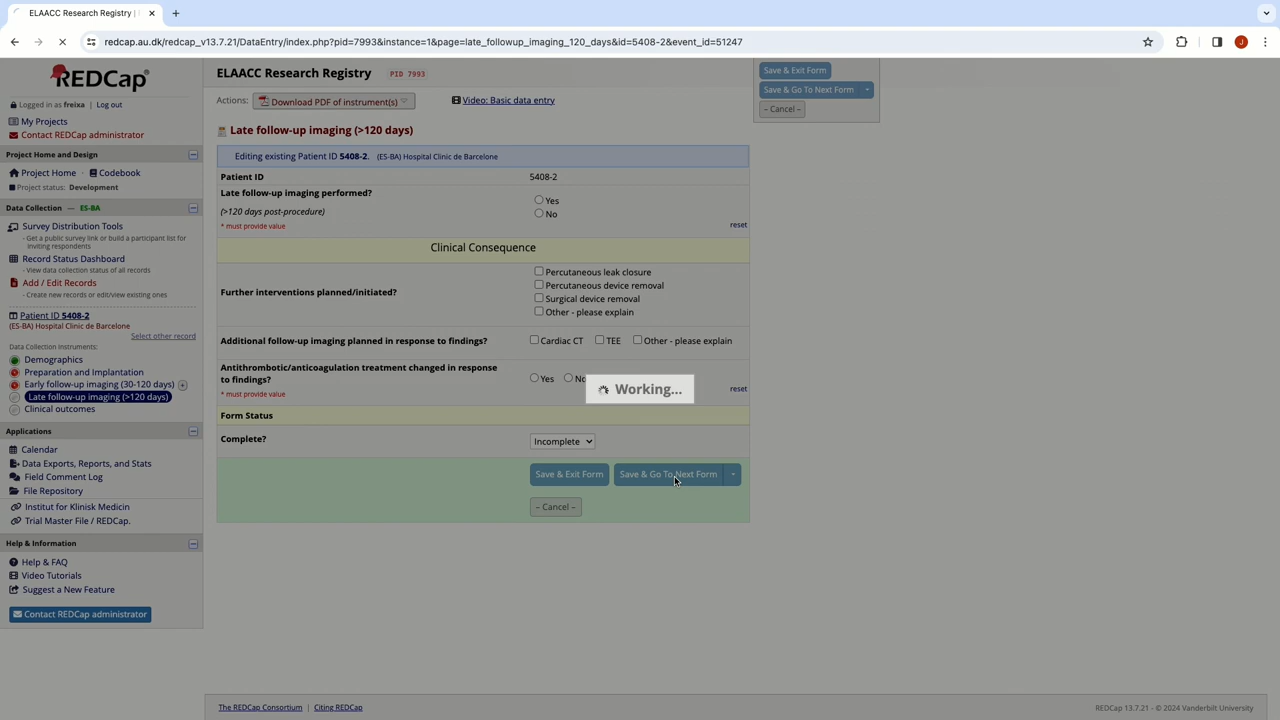 ELAACC Research Registry |
redcap.au.dk/redcap_v13.7.21/DataEntry/index.php?pid=7993&instance=1&page=late_followup_imaging_120_days&id=5408-2&event_id=51247
J
REDCap
Logged in as freixa | Log out
My Projects
Contact REDCap administrator
Project Home and Design
Project Home · Codebook
Project status: Development
Data Collection – ES-BA
Survey Distribution Tools
- Get a public survey link or build a participant list for
inviting respondents
Record Status Dashboard
- View data collection status of all records
Add / Edit Records
- Create new records or edit/view existing ones
Patient ID 5408-2
(ES-BA) Hospital Clinic de Barcelone
Select other record
Data Collection Instruments:
Demographics
Preparation and Implantation
Early follow-up imaging (30-120 days) +
Late follow-up imaging (>120 days)
Clinical outcomes
Applications
Calendar
Data Exports, Reports, and Stats
Field Comment Log
File Repository
Institut for Klinisk Medicin
Trial Master File / REDCap.
Help & Information
Help & FAQ
Video Tutorials
Suggest a New Feature
Contact REDCap administrator
ELAACC Research Registry PID 7993
Actions: Download PDF of instrument(s) Video: Basic data entry
Late follow-up imaging (>120 days)
Editing existing Patient ID 5408-2. (ES-BA) Hospital Clinic de Barcelone
Patient ID 5408-2
Late follow-up imaging performed?
(>120 days post-procedure)
* must provide value
Yes
No
reset
Clinical Consequence
Further interventions planned/initiated?
Percutaneous leak closure
Percutaneous device removal
Surgical device removal
Other - please explain
Additional follow-up imaging planned in response to findings? Cardiac CT TEE Other - please explain
Antithrombotic/anticoagulation treatment changed in response
to findings?
* must provide value
Yes No
reset
Working...
Form Status
Complete? Incomplete
Save & Exit Form Save & Go To Next Form
– Cancel –
Save & Exit Form
Save & Go To Next Form
– Cancel –
The REDCap Consortium | Citing REDCap
REDCap 13.7.21 - © 2024 Vanderbilt University